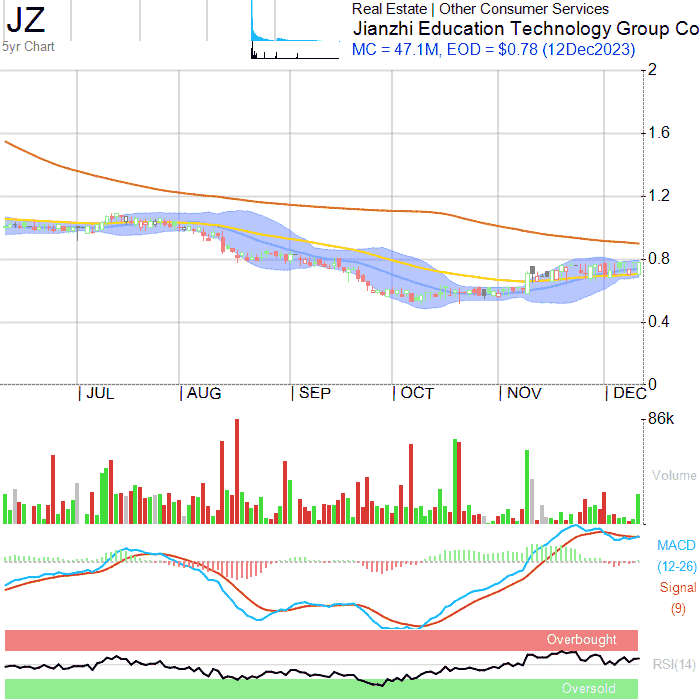 JZ
5yr Chart
Real Estate | Other Consumer Services
Jianzhi Education Technology Group Co
MC = 47.1M, EOD = $0.78 (12Dec2023)
2
1.6
1.2
0.8
0.4
0
| JUL | AUG | SEP | OCT | NOV | DEC
86k
Volume
MACD
(12-26)
Signal
(9)
Overbought
RSI(14)
Oversold